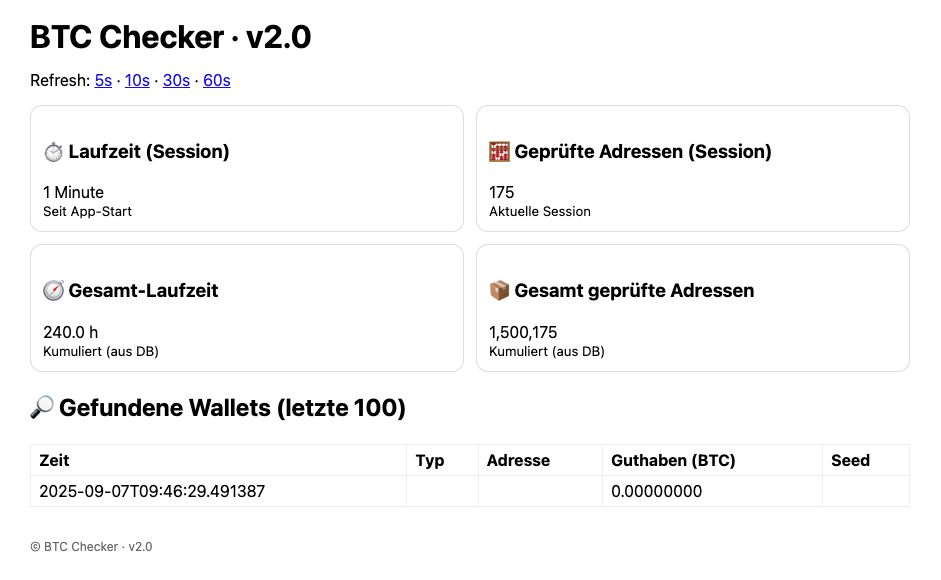 BTC Checker · v2.0
Refresh: 5s · 10s · 30s · 60s
Laufzeit (Session)
1 Minute
Seit App-Start
Geprüfte Adressen (Session)
175
Aktuelle Session
Gesamt-Laufzeit
240.0 h
Kumuliert (aus DB)
Gesamt geprüfte Adressen
1,500,175
Kumuliert (aus DB)
Gefundene Wallets (letzte 100)
Zeit Typ Adresse Guthaben (BTC) Seed
2025-09-07T09:46:29.491387 0.00000000
© BTC Checker · v2.0